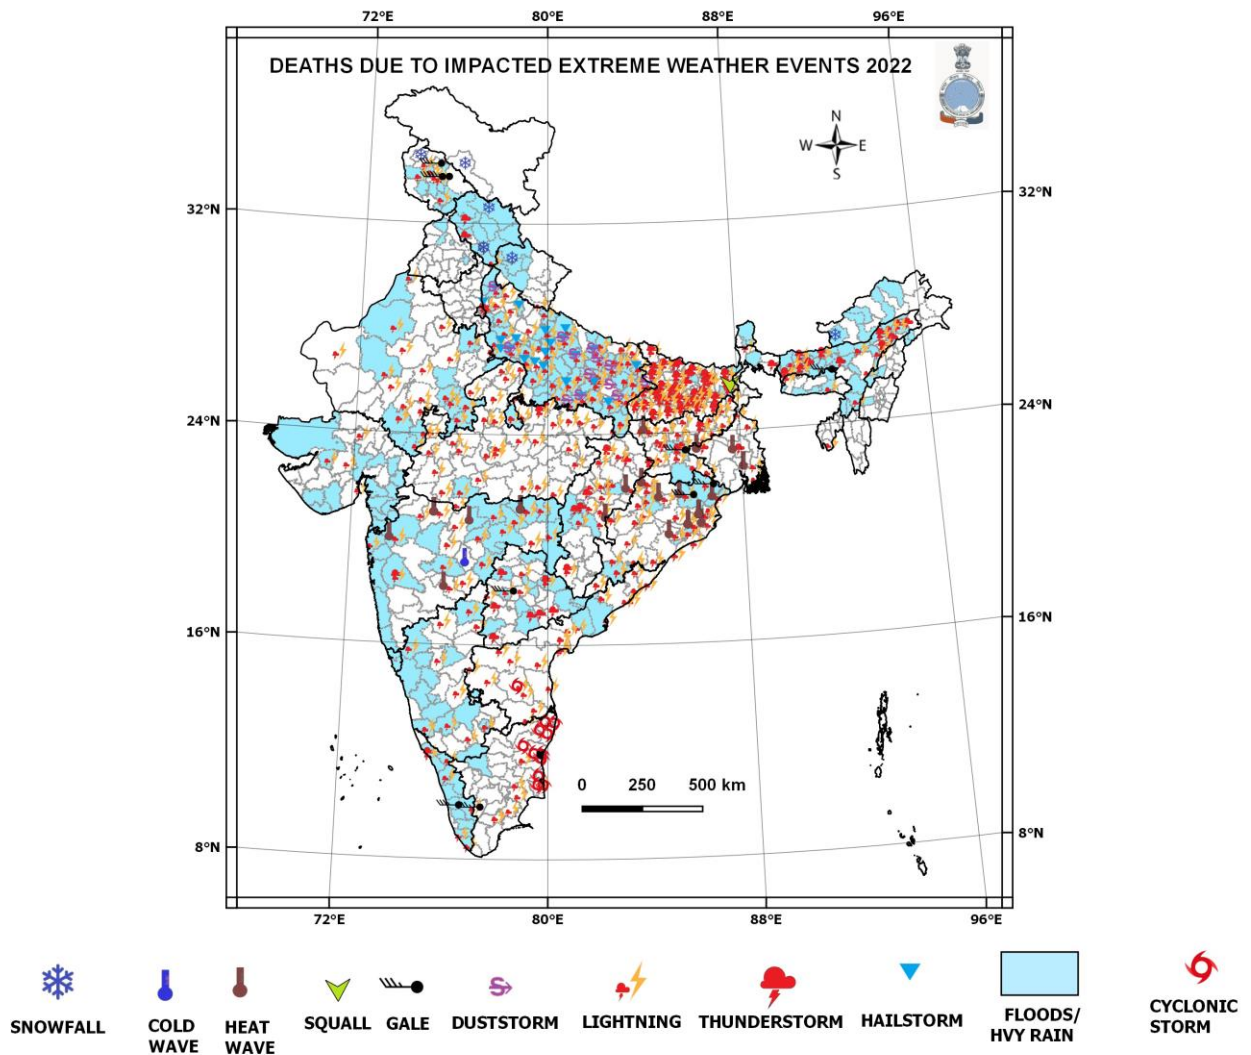 72°E 80°E 88°E 96°E
DEATHS DUE TO IMPACTED EXTREME WEATHER EVENTS 2022
N
W E
S
32°N 32°N
24°N 24°N
16°N 16°N
0 250 500 km
8°N 8°N
72°E 80°E 88°E 96°E
SNOWFALL
COLD
WAVE
HEAT
WAVE
SQUALL
GALE
DUSTSTORM
LIGHTNING
THUNDERSTORM
HAILSTORM
FLOODS/
HVY RAIN
CYCLONIC
STORM